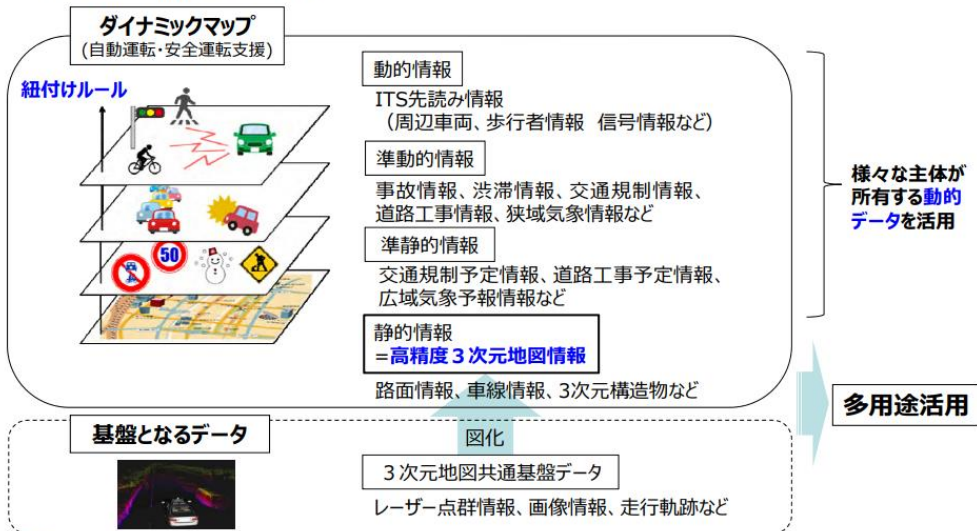 ダイナミックマップ
(自動運転・安全運転支援)
紐付けルール
50
動的情報
ITS先読み情報
(周辺車両、歩行者情報 信号情報など)
準動的情報
事故情報、渋滞情報、交通規制情報、
道路工事情報、狭域気象情報など
準静的情報
交通規制予定情報、道路工事予定情報、
広域気象予報情報など
静的情報
=高精度3次元地図情報
路面情報、車線情報、3次元構造物など
様々な主体が
所有する動的
データを活用
多用途活用
基盤となるデータ
図化
3次元地図共通基盤データ
レーザー点群情報、画像情報、走行軌跡など